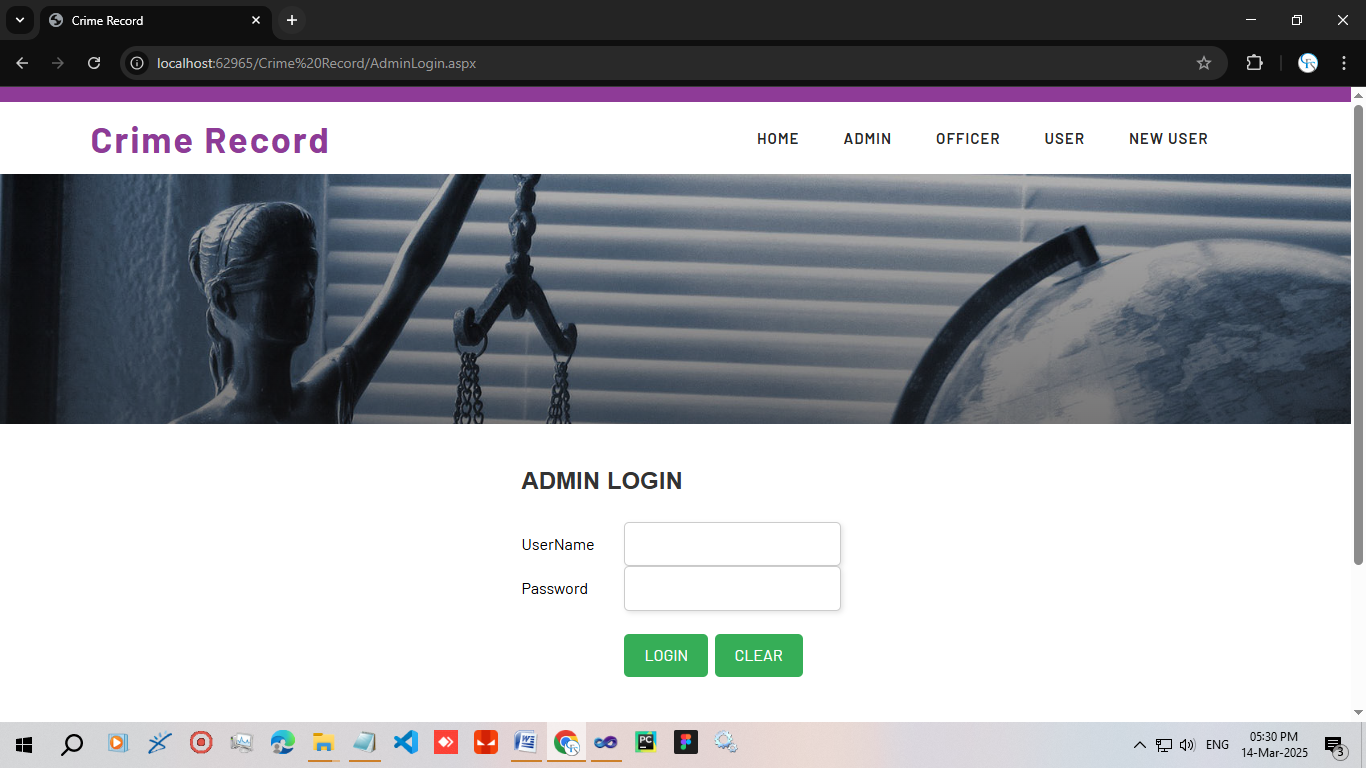 Crime Record
localhost:62965/Crime%20Record/AdminLogin.aspx
Crime Record
HOME ADMIN OFFICER USER NEW USER
ADMIN LOGIN
UserName
Password
LOGIN CLEAR
ENG
05:30 PM
14-Mar-2025
3